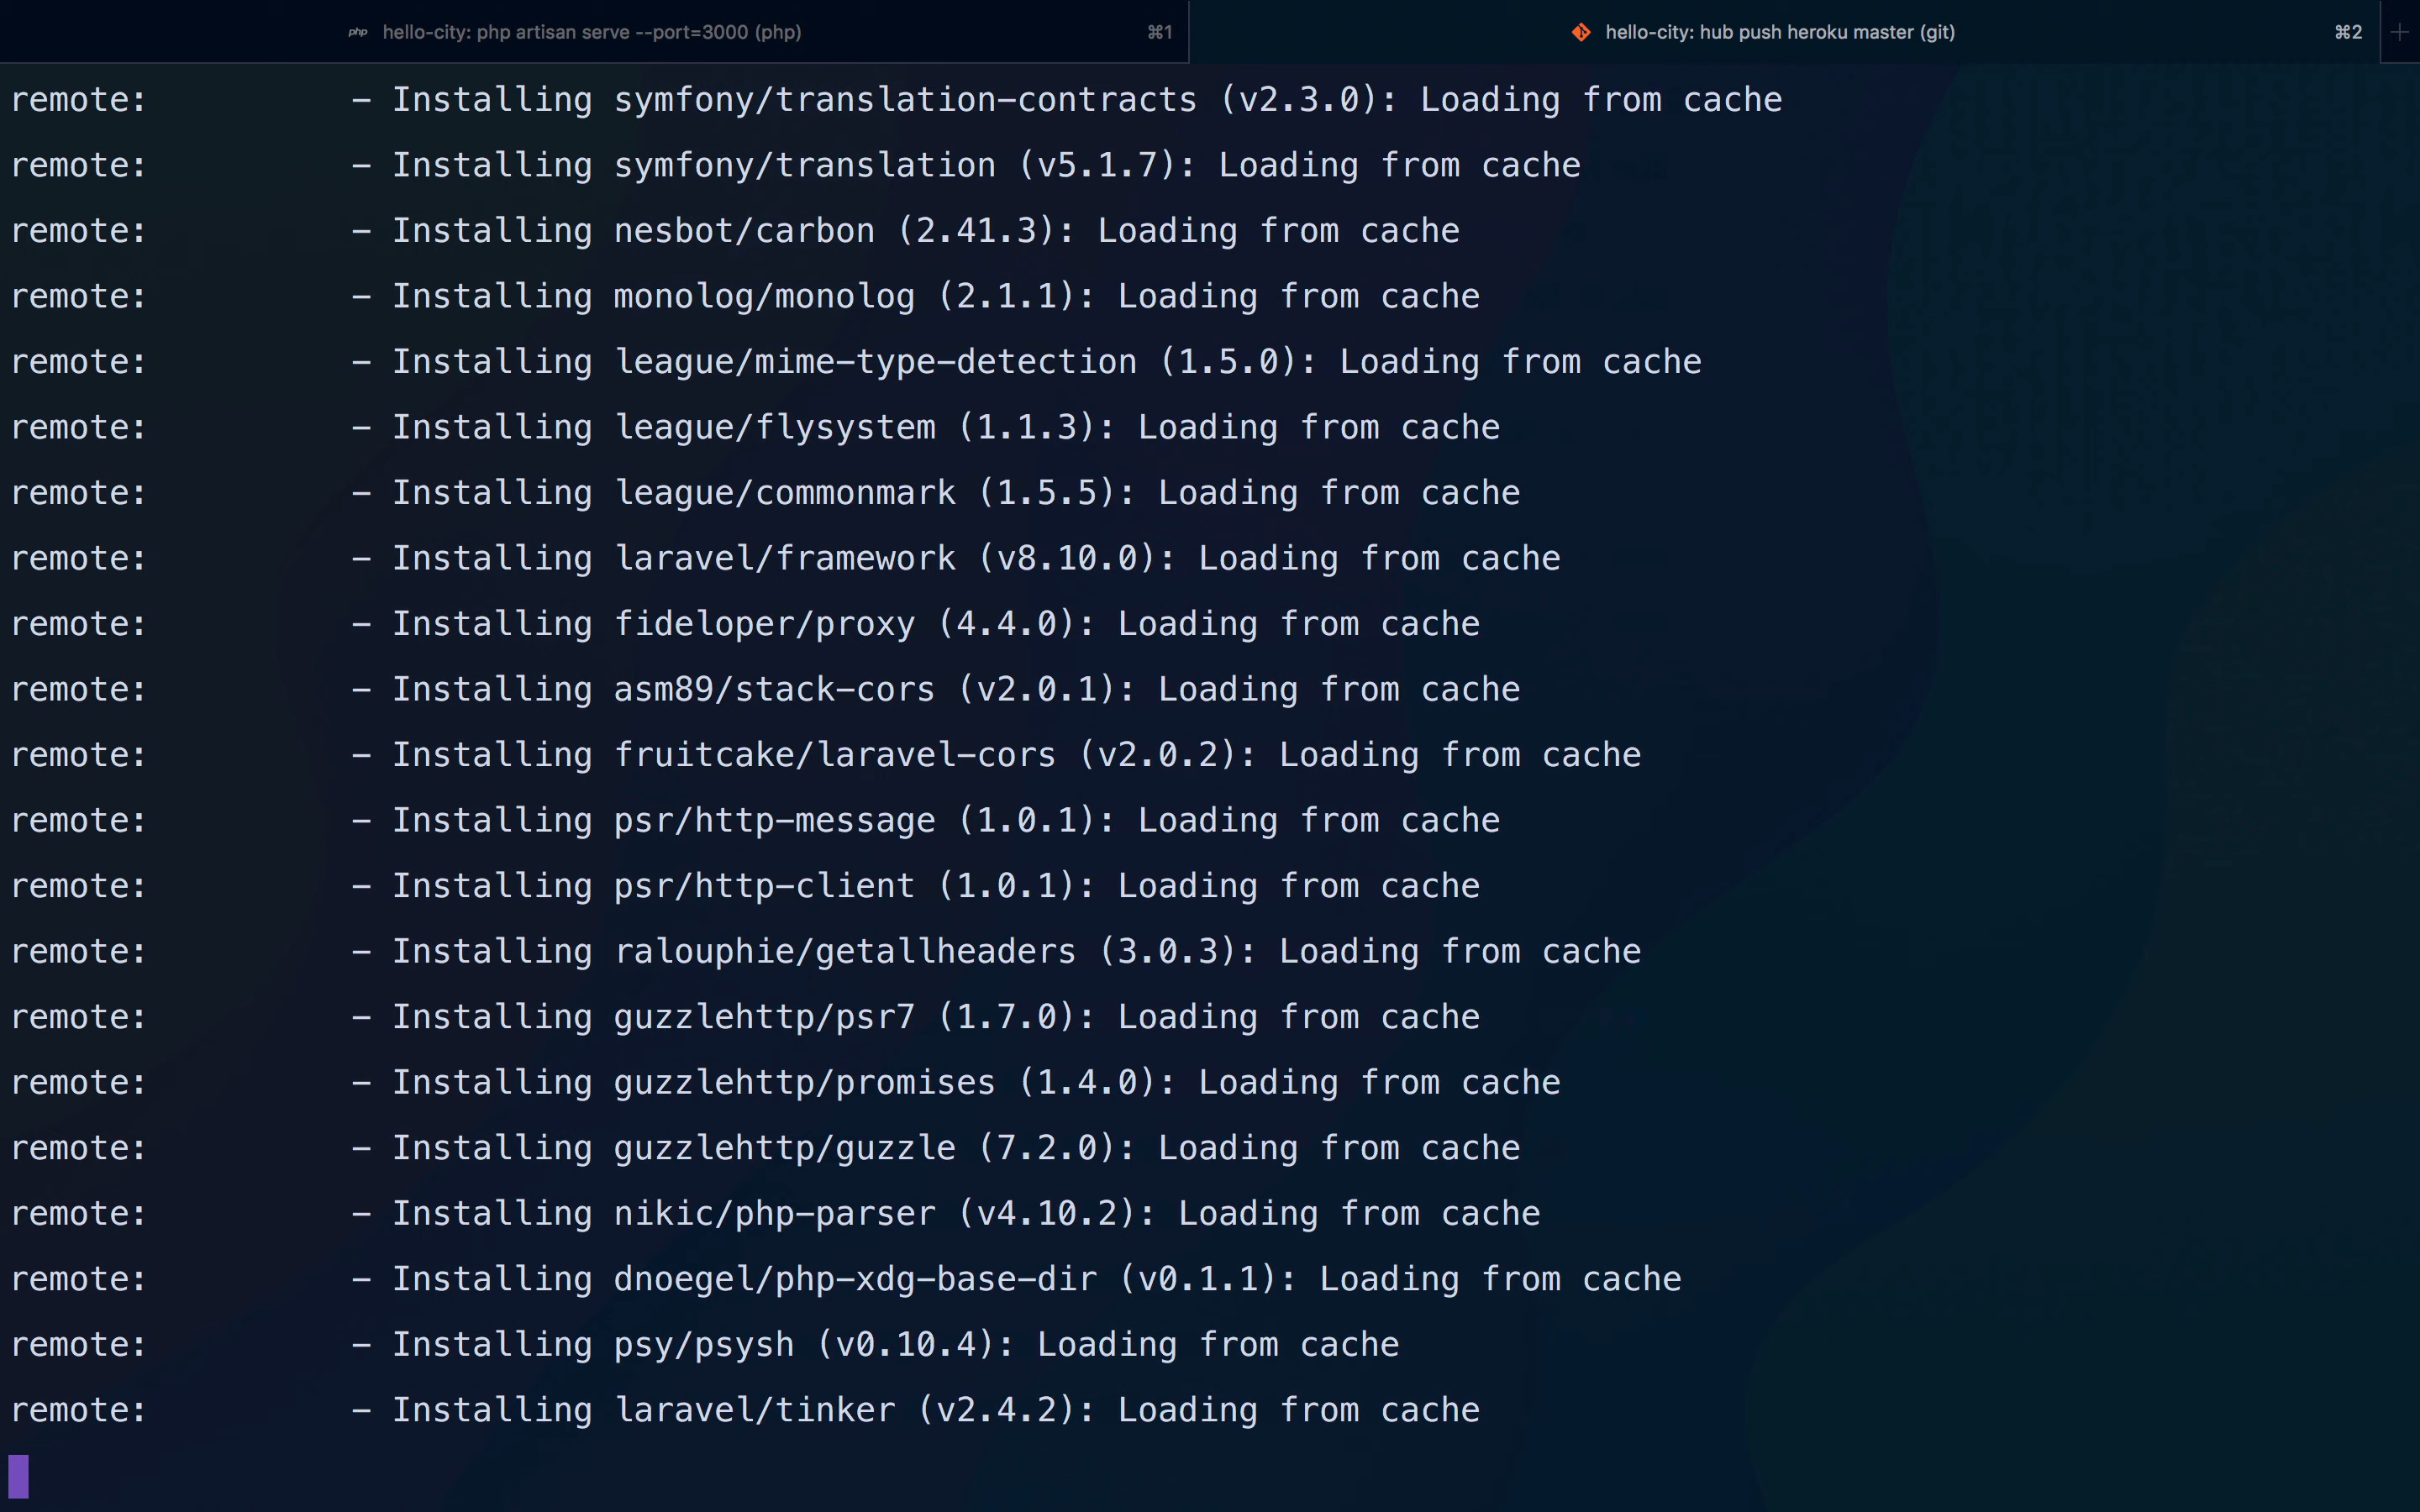 php hello-city: php artisan serve --port=3000 (php) ⌘1
hello-city: hub push heroku master (git) ⌘2
remote: - Installing symfony/translation-contracts (v2.3.0): Loading from cache
remote: - Installing symfony/translation (v5.1.7): Loading from cache
remote: - Installing nesbot/carbon (2.41.3): Loading from cache
remote: - Installing monolog/monolog (2.1.1): Loading from cache
remote: - Installing league/mime-type-detection (1.5.0): Loading from cache
remote: - Installing league/flysystem (1.1.3): Loading from cache
remote: - Installing league/commonmark (1.5.5): Loading from cache
remote: - Installing laravel/framework (v8.10.0): Loading from cache
remote: - Installing fideloper/proxy (4.4.0): Loading from cache
remote: - Installing asm89/stack-cors (v2.0.1): Loading from cache
remote: - Installing fruitcake/laravel-cors (v2.0.2): Loading from cache
remote: - Installing psr/http-message (1.0.1): Loading from cache
remote: - Installing psr/http-client (1.0.1): Loading from cache
remote: - Installing ralouphie/getallheaders (3.0.3): Loading from cache
remote: - Installing guzzlehttp/psr7 (1.7.0): Loading from cache
remote: - Installing guzzlehttp/promises (1.4.0): Loading from cache
remote: - Installing guzzlehttp/guzzle (7.2.0): Loading from cache
remote: - Installing nikic/php-parser (v4.10.2): Loading from cache
remote: - Installing dnoegel/php-xdg-base-dir (v0.1.1): Loading from cache
remote: - Installing psy/psysh (v0.10.4): Loading from cache
remote: - Installing laravel/tinker (v2.4.2): Loading from cache